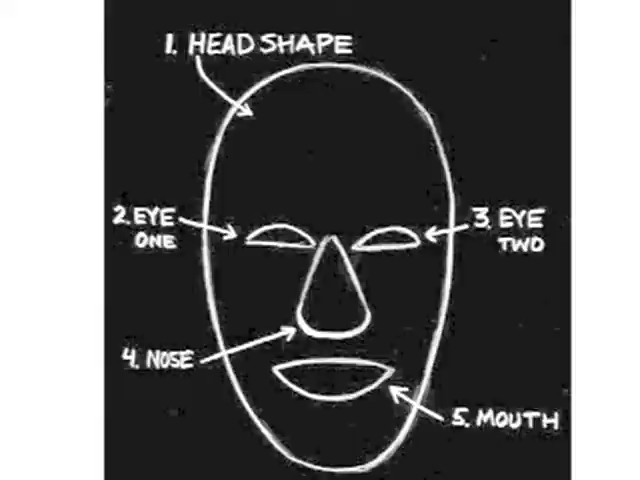 1. HEAD SHAPE
2. EYE
ONE
3. EYE
TWO
4. NOSE
5. MOUTH